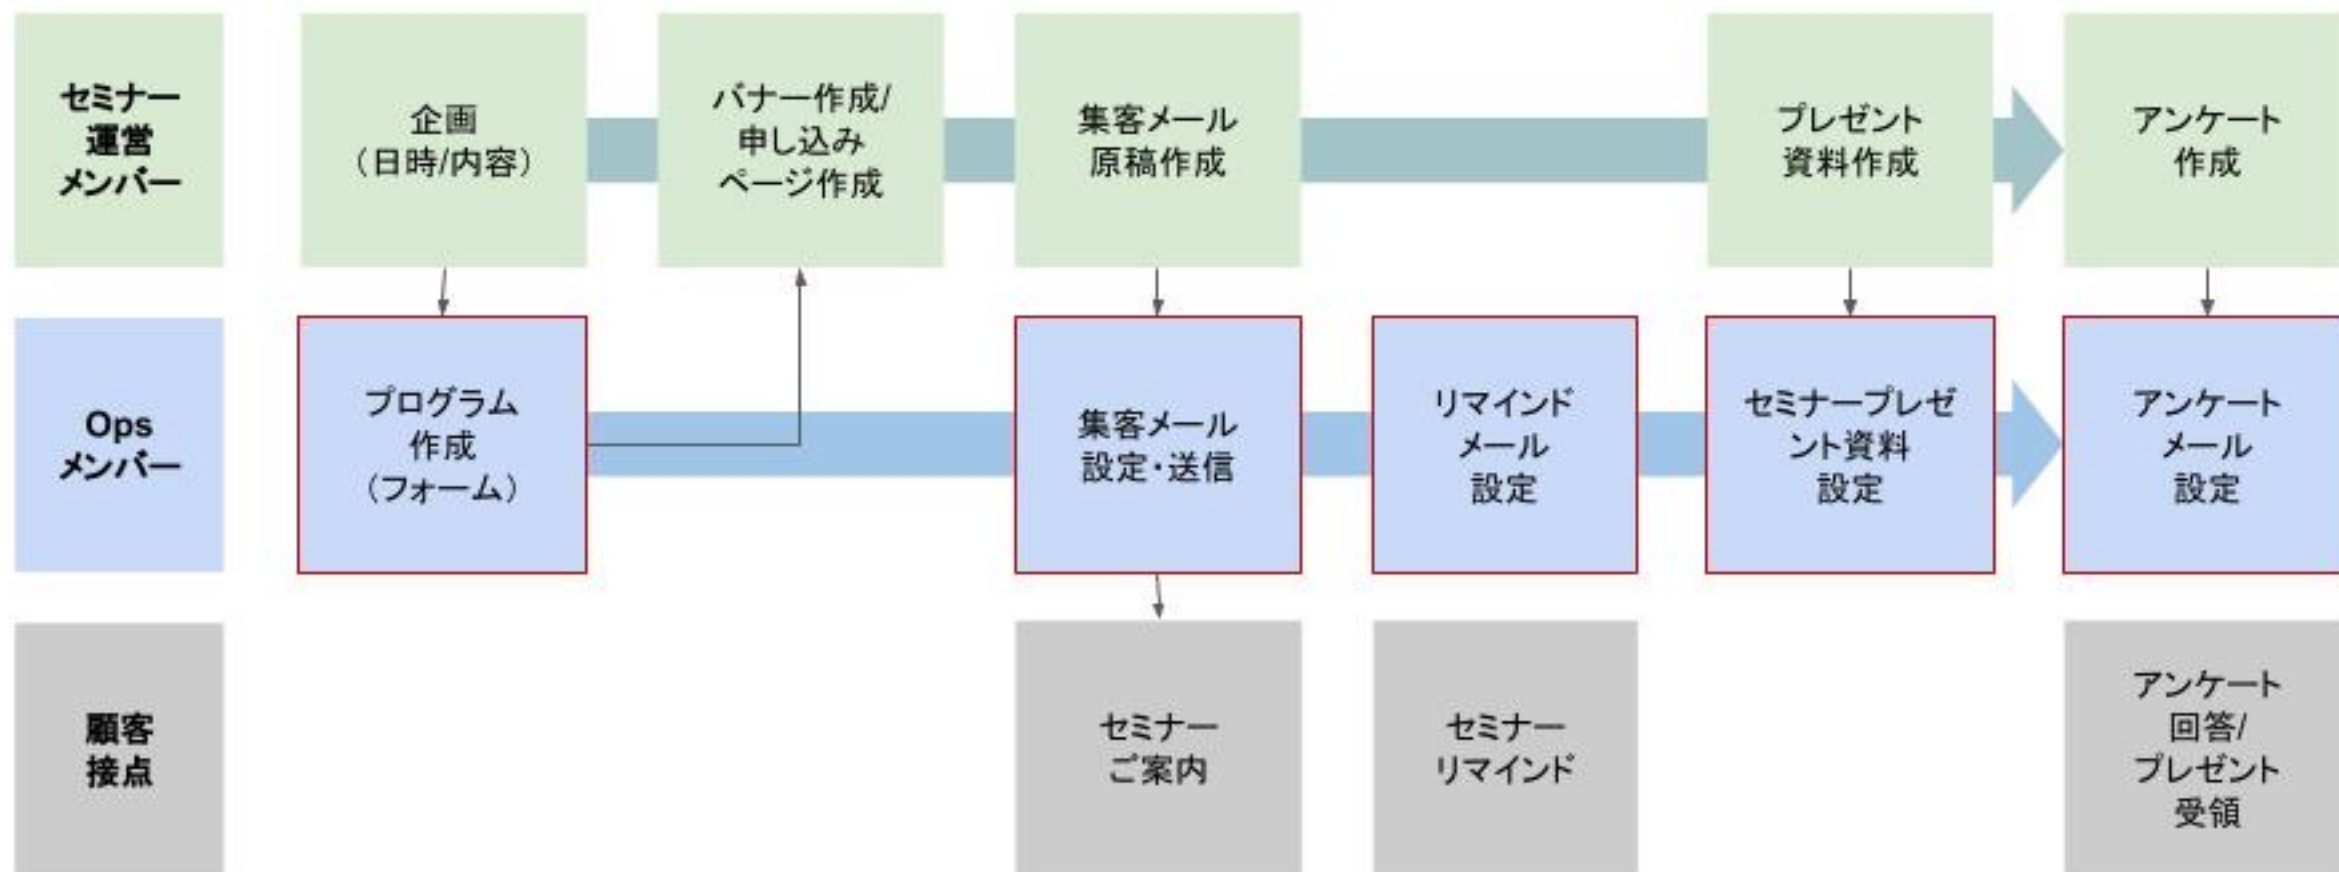 セミナー
運営
メンバー
企画
（日時/内容）
バナー作成/
申し込み
ページ作成
集客メール
原稿作成
プレゼント
資料作成
アンケート
作成
Ops
メンバー
プログラム
作成
（フォーム）
集客メール
設定・送信
リマインド
メール
設定
セミナープレゼ
ント資料
設定
アンケート
メール
設定
顧客
接点
セミナー
ご案内
セミナー
リマインド
アンケート
回答/
プレゼント
受領